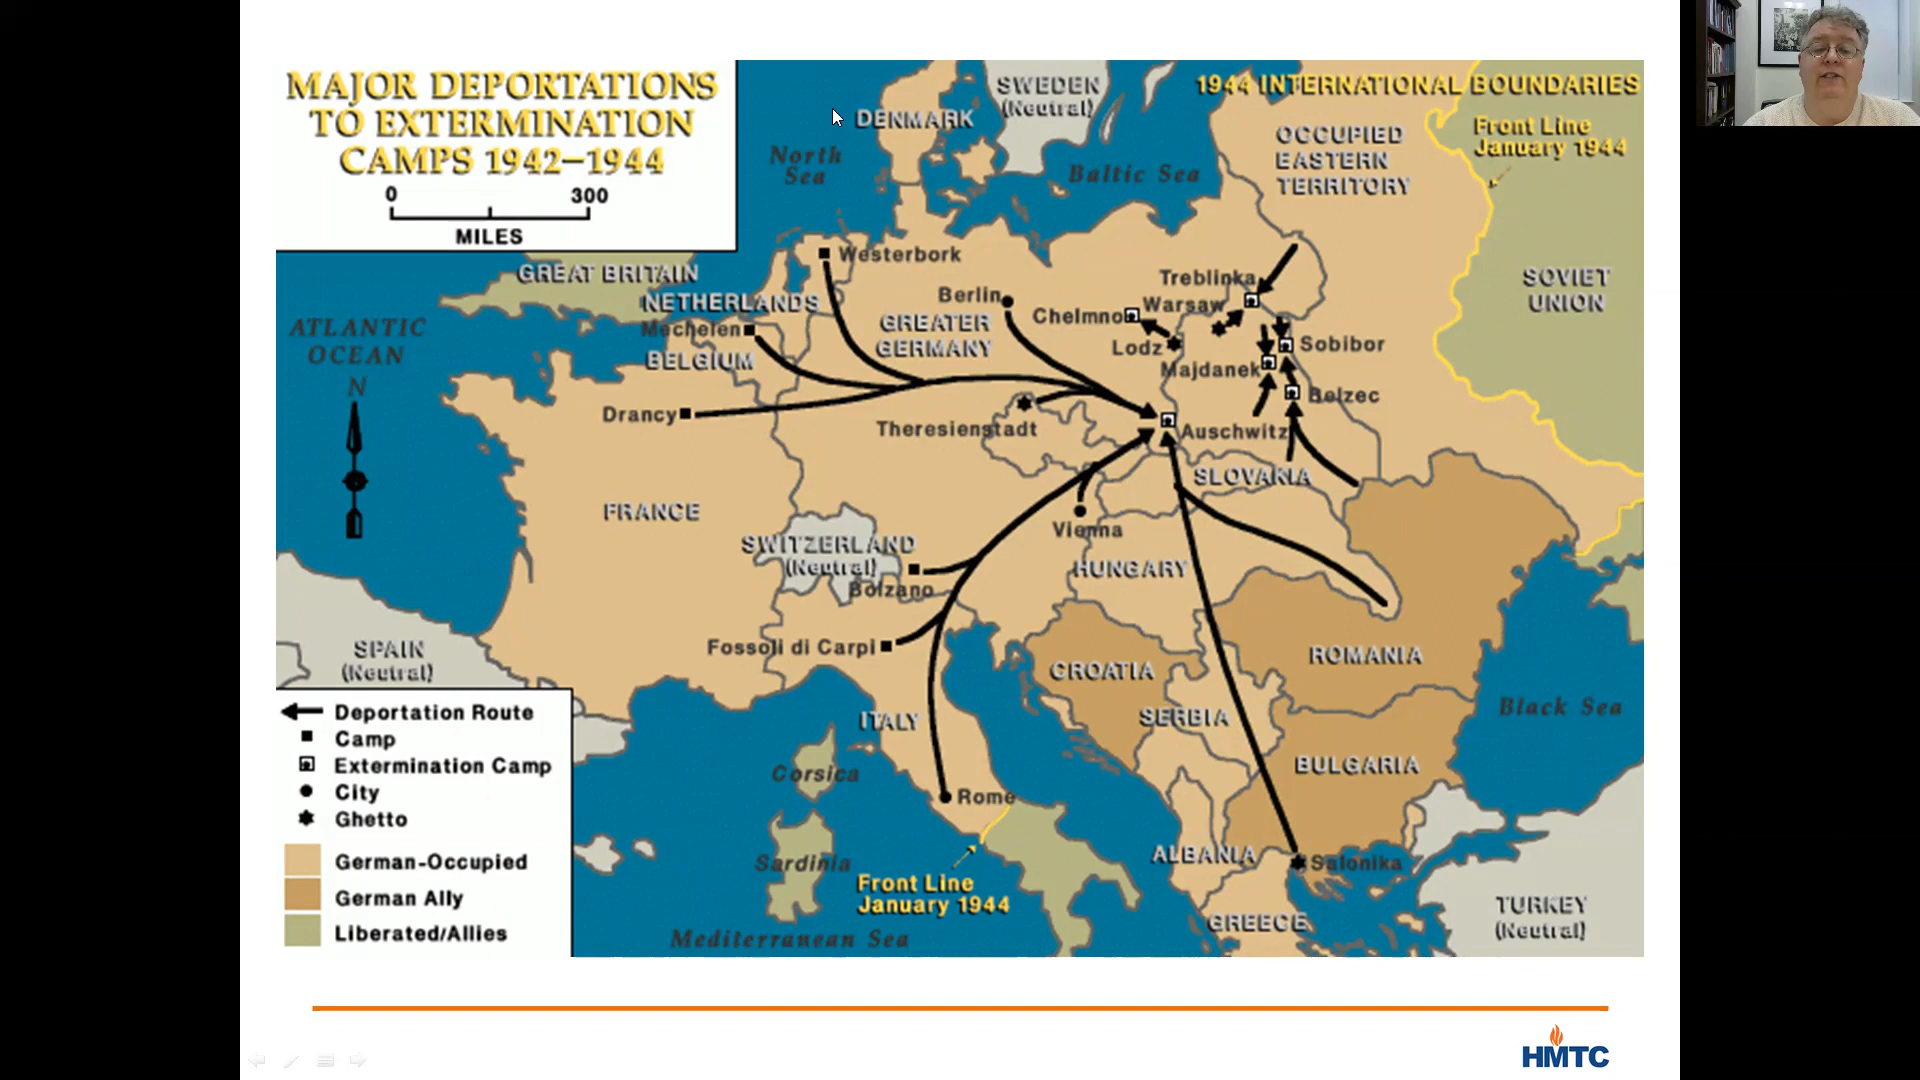 MAJOR DEPORTATIONS
TO EXTERMINATION
CAMPS 1942–1944
0 300
MILES
1944 INTERNATIONAL BOUNDARIES
Front Line
January 1944
SWEDEN
(Neutral)
DENMARK
North
Sea
Baltic Sea
OCCUPIED
EASTERN
TERRITORY
SOVIET
UNION
GREAT BRITAIN
NETHERLANDS
Westerbork
Mechelen
BELGIUM
Berlin
GREATER
GERMANY
Treblinka
Warsaw
Chelmno
Lodz
Sobibor
Majdanek
Belzec
ATLANTIC
OCEAN
N
Drancy
Theresienstadt
Auschwitz
SLOVAKIA
FRANCE
Vienna
SWITZERLAND
(Neutral)
Bolzano
HUNGARY
Fossoli di Carpi
SPAIN
(Neutral)
CROATIA
ROMANIA
SERBIA
Black Sea
ITALY
BULGARIA
Corsica
Rome
Sardinia
ALBANIA
Salonika
Front Line
January 1944
Mediterranean Sea
GREECE
TURKEY
(Neutral)
Deportation Route
Camp
Extermination Camp
City
Ghetto
German-Occupied
German Ally
Liberated/Allies
HMTC